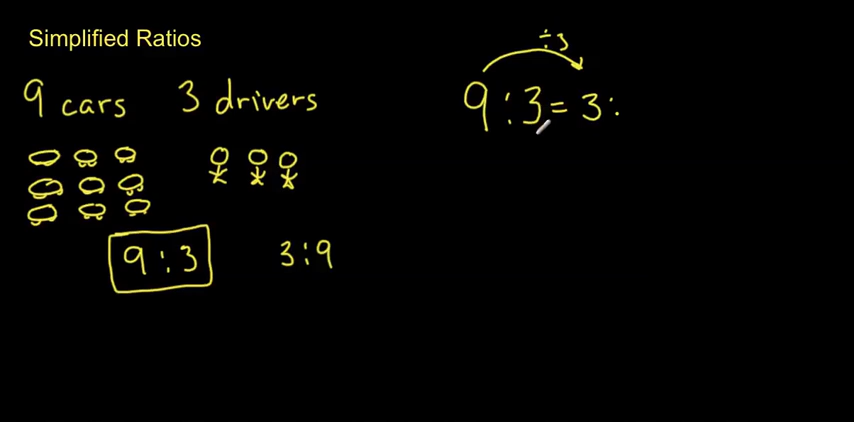 Simplified Ratios
÷3
9 cars 3 drivers
9 : 3 = 3 :
9 : 3 3 : 9